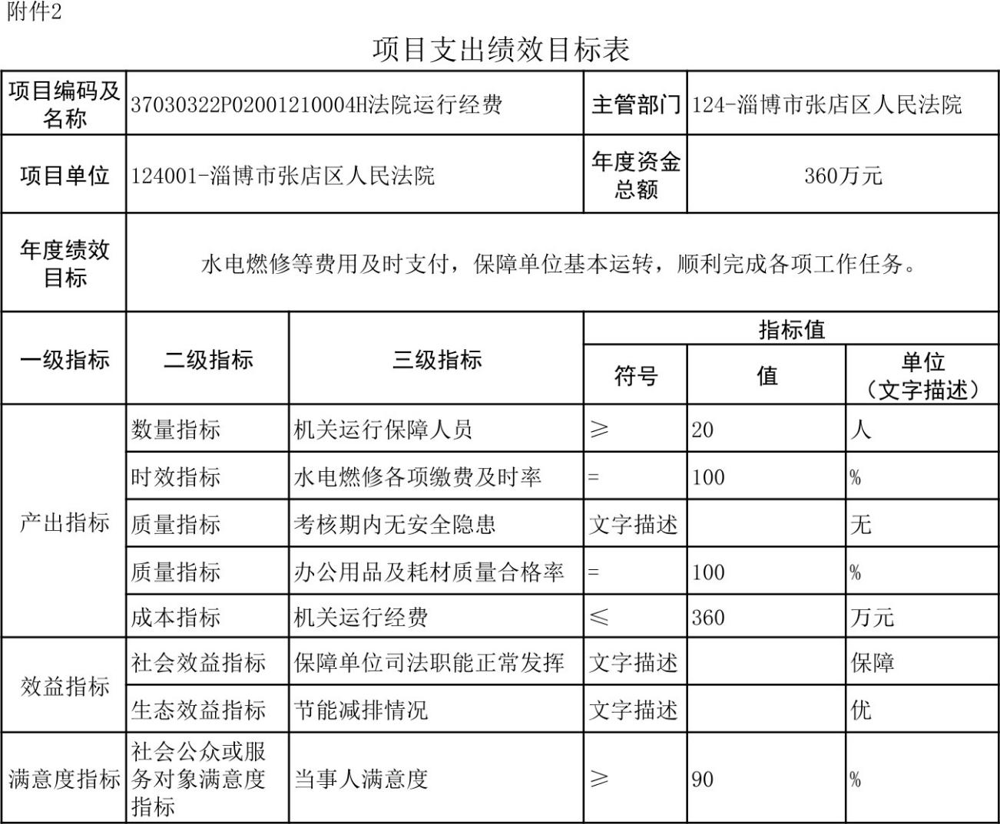 附件2
项目支出绩效目标表
项目编码及
名称
37030322P02001210004H法院运行经费
主管部门
124-淄博市张店区人民法院
项目单位
124001-淄博市张店区人民法院
年度资金
总额
360万元
年度绩效
目标
水电燃修等费用及时支付，保障单位基本运转，顺利完成各项工作任务。
一级指标
二级指标
三级指标
指标值
符号
值
单位
（文字描述）
产出指标
数量指标
机关运行保障人员
≥
20
人
时效指标
水电燃修各项缴费及时率
=
100
%
质量指标
考核期内无安全隐患
文字描述
无
质量指标
办公用品及耗材质量合格率
=
100
%
成本指标
机关运行经费
≤
360
万元
效益指标
社会效益指标
保障单位司法职能正常发挥
文字描述
保障
生态效益指标
节能减排情况
文字描述
优
满意度指标
社会公众或服
务对象满意度
指标
当事人满意度
≥
90
%